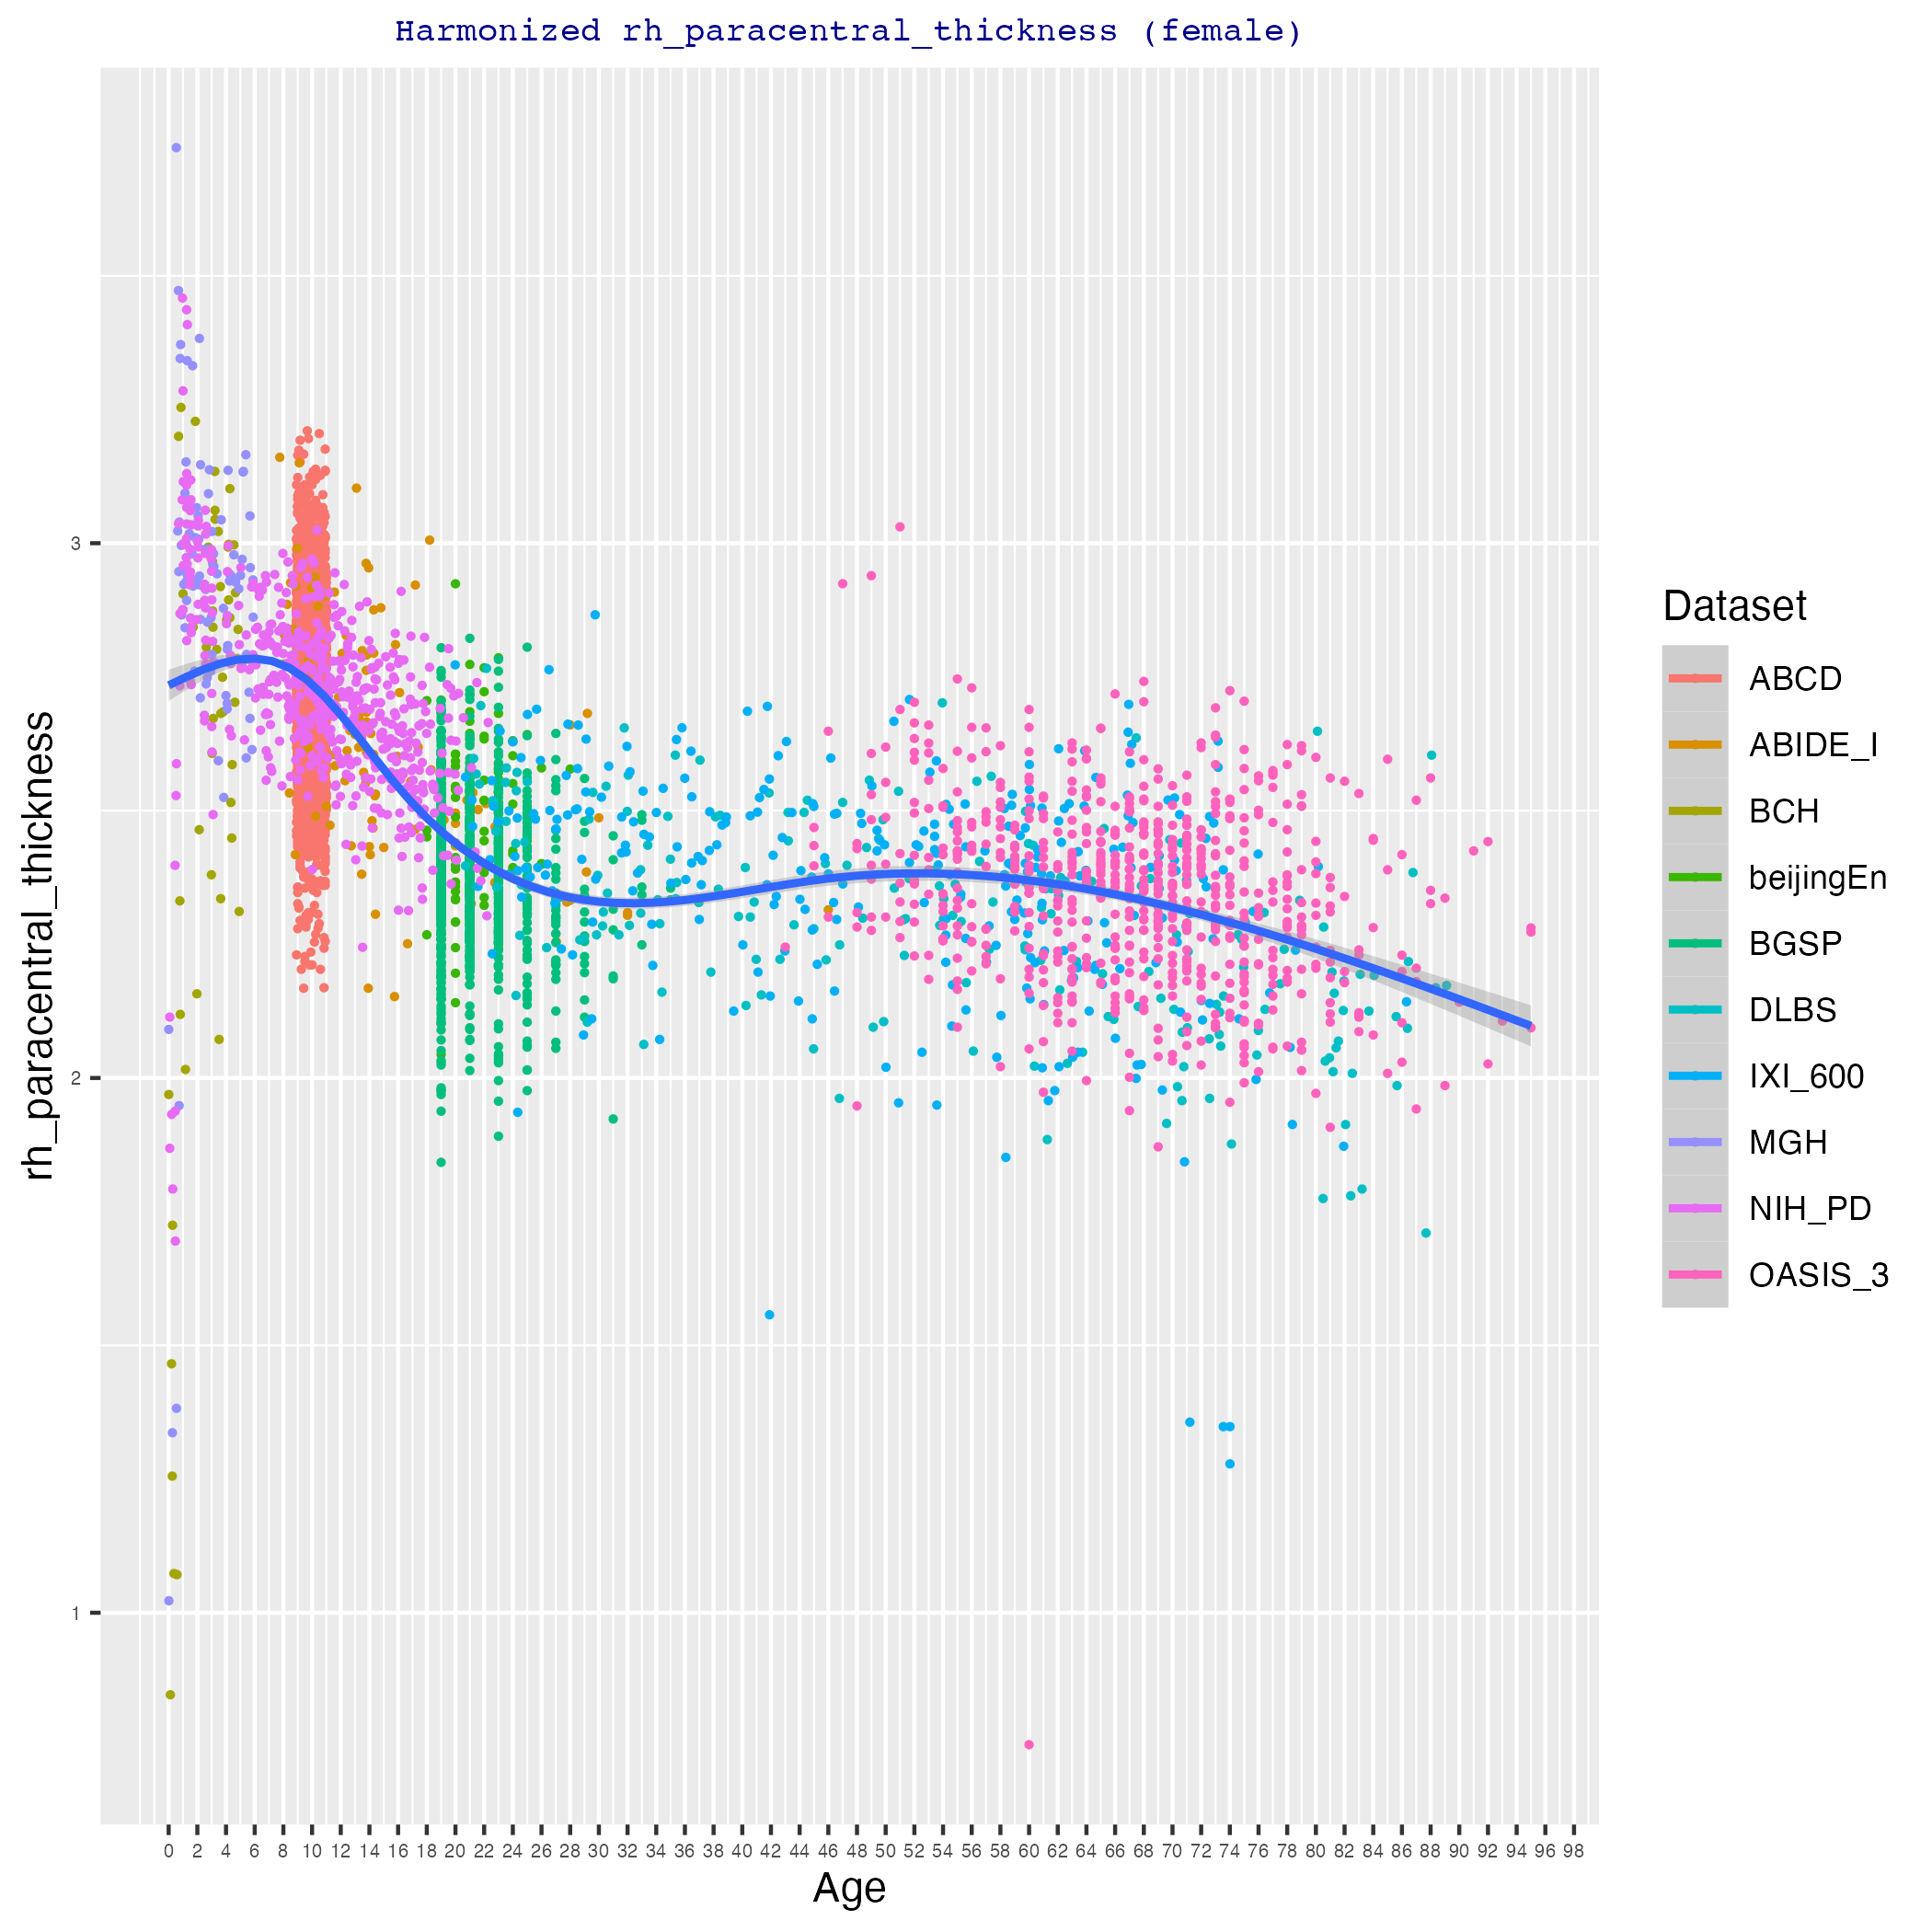 Harmonized rh_paracentral_thickness (female)
rh_paracentral_thickness
3
2
1
0 2 4 6 8 10 12 14 16 18 20 22 24 26 28 30 32 34 36 38 40 42 44 46 48 50 52 54 56 58 60 62 64 66 68 70 72 74 76 78 80 82 84 86 88 90 92 94 96 98
Age
Dataset
ABCD
ABIDE_I
BCH
beijingEn
BGSP
DLBS
IXI_600
MGH
NIH_PD
OASIS_3